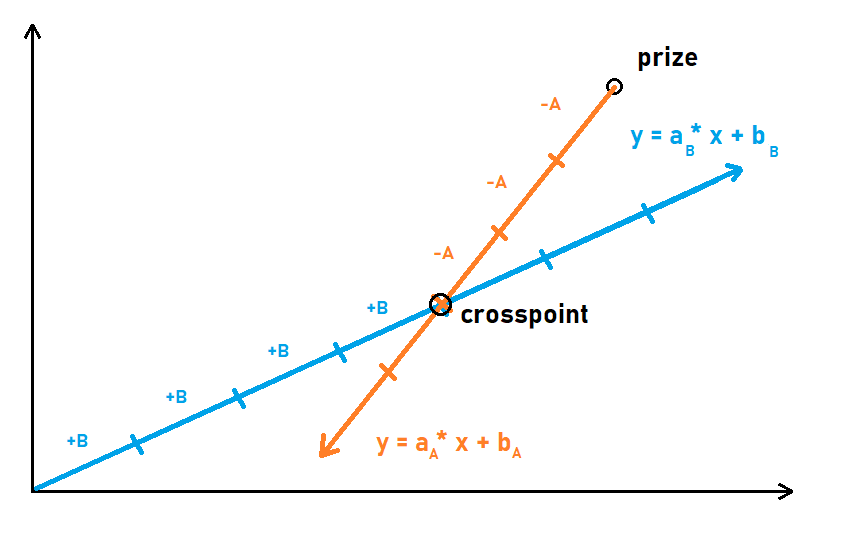 prize
-A
y = a_B * x + b_B
-A
-A
+B
crosspoint
+B
+B
+B
y = a_A * x + b_A